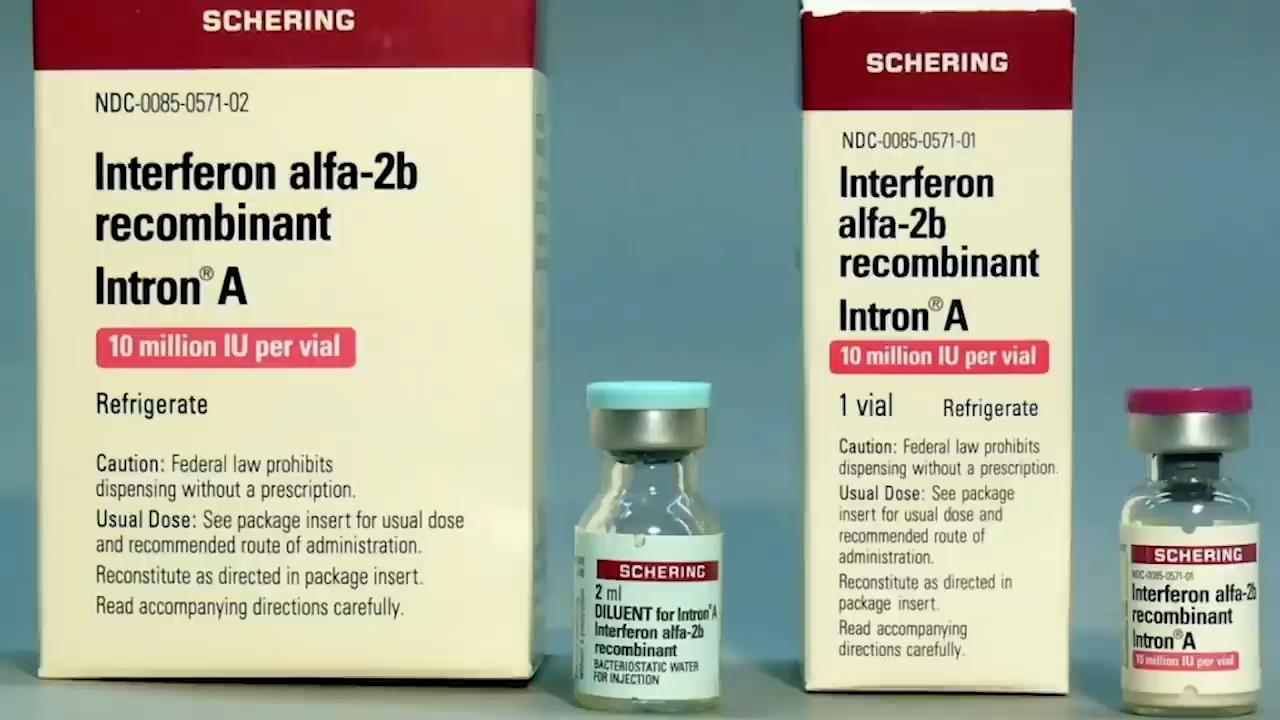 SCHERING
NDC-0085-0571-02
Interferon alfa-2b
recombinant
Intron® A
10 million IU per vial
Refrigerate
Caution: Federal law prohibits
dispensing without a prescription.
Usual Dose: See package insert for usual dose
and recommended route of administration.
Reconstitute as directed in package insert.
Read accompanying directions carefully.
SCHERING
2 ml
DILUENT for Intron® A
Interferon alfa-2b
recombinant
BACTERIOSTATIC WATER
FOR INJECTION
SCHERING
NDC-0085-0571-01
Interferon
alfa-2b
recombinant
Intron® A
10 million IU per vial
1 vial Refrigerate
Caution: Federal law prohibits
dispensing without a prescription.
Usual Dose: See package
insert for usual dose and
recommended route of
administration.
Reconstitute as directed in
package insert.
Read accompanying
directions carefully.
SCHERING
NDC-0085-0571-01
Interferon alfa-2b
recombinant
Intron® A
10 million IU per vial